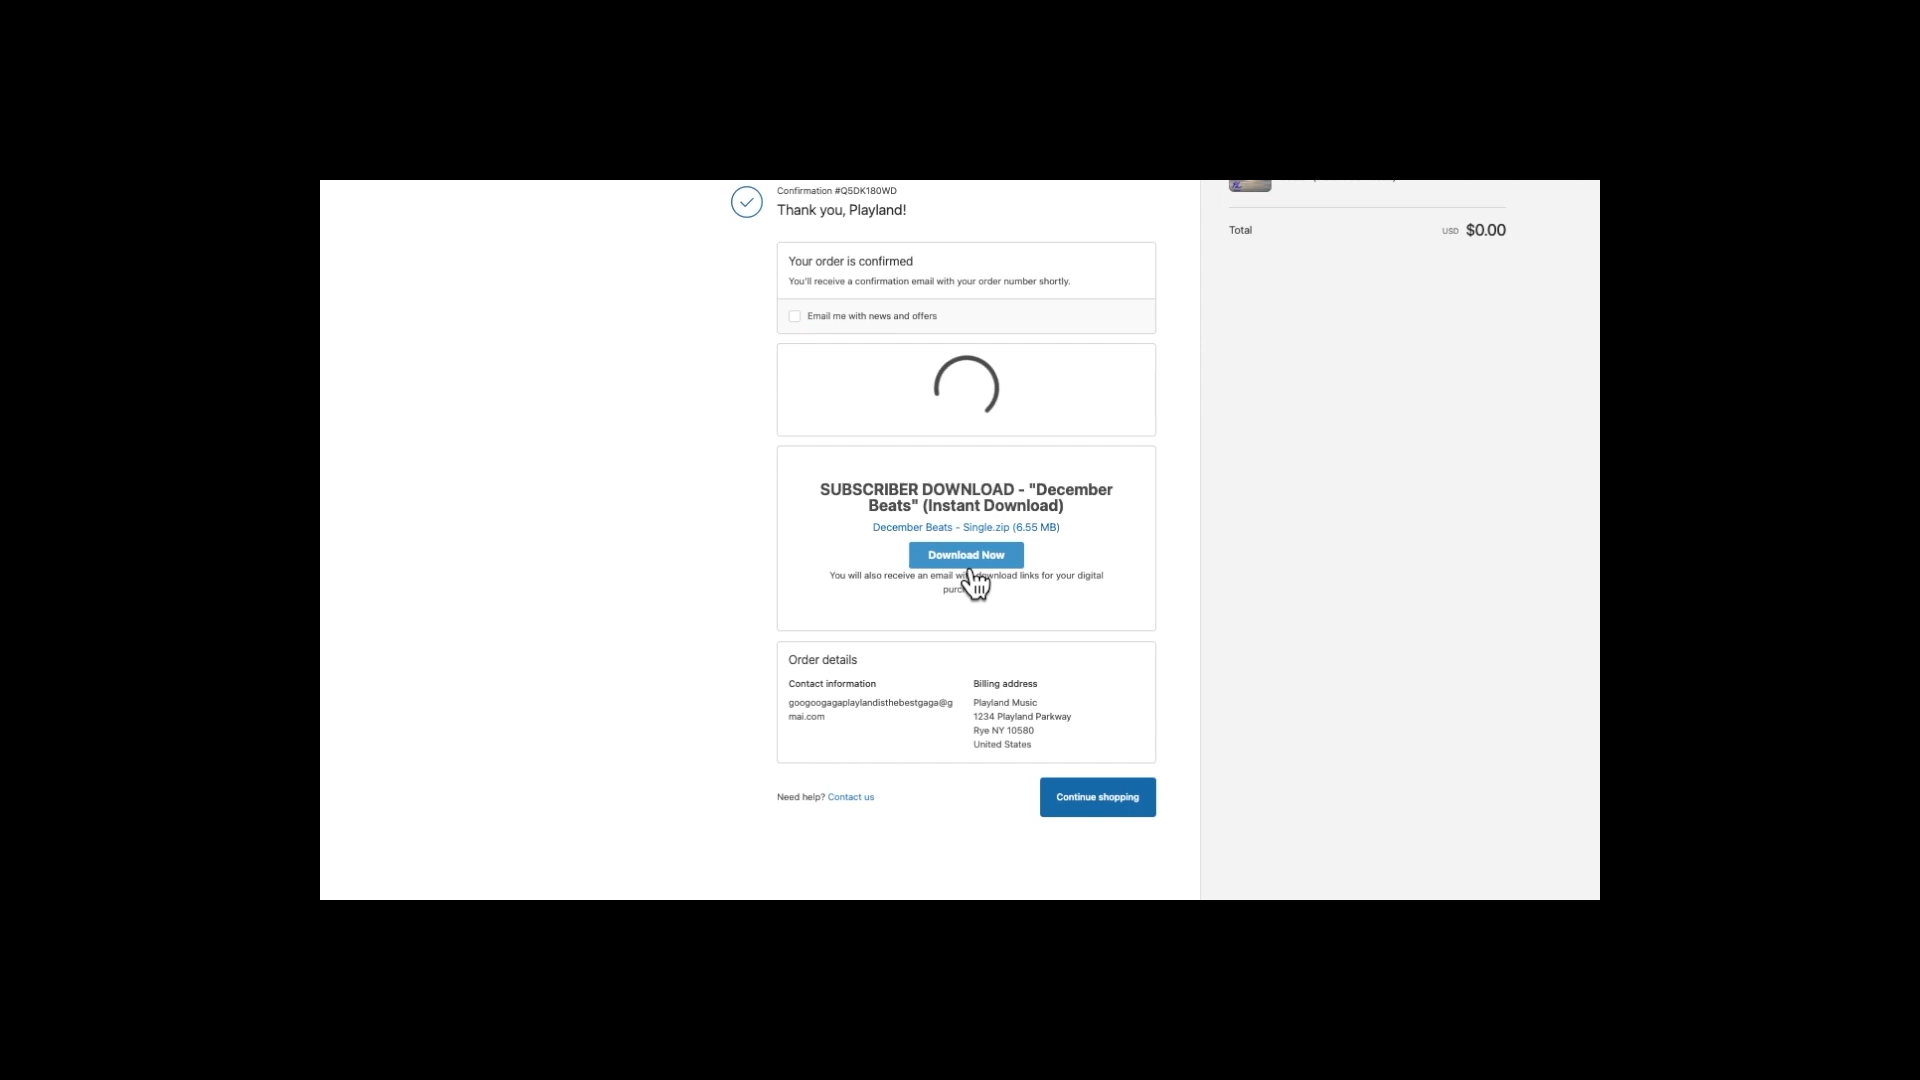 Confirmation #Q5DK180WD
Thank you, Playland!
Total USD $0.00
Your order is confirmed
You'll receive a confirmation email with your order number shortly.
Email me with news and offers
SUBSCRIBER DOWNLOAD - "December
Beats" (Instant Download)
December Beats - Single.zip (6.55 MB)
Download Now
You will also receive an email links for your digital
Order details
Contact information
googoogagaplaylandisthebestgaga@g
mai.com
Billing address
Playland Music
1234 Playland Parkway
Rye NY 10580
United States
Need help? Contact us
Continue shopping